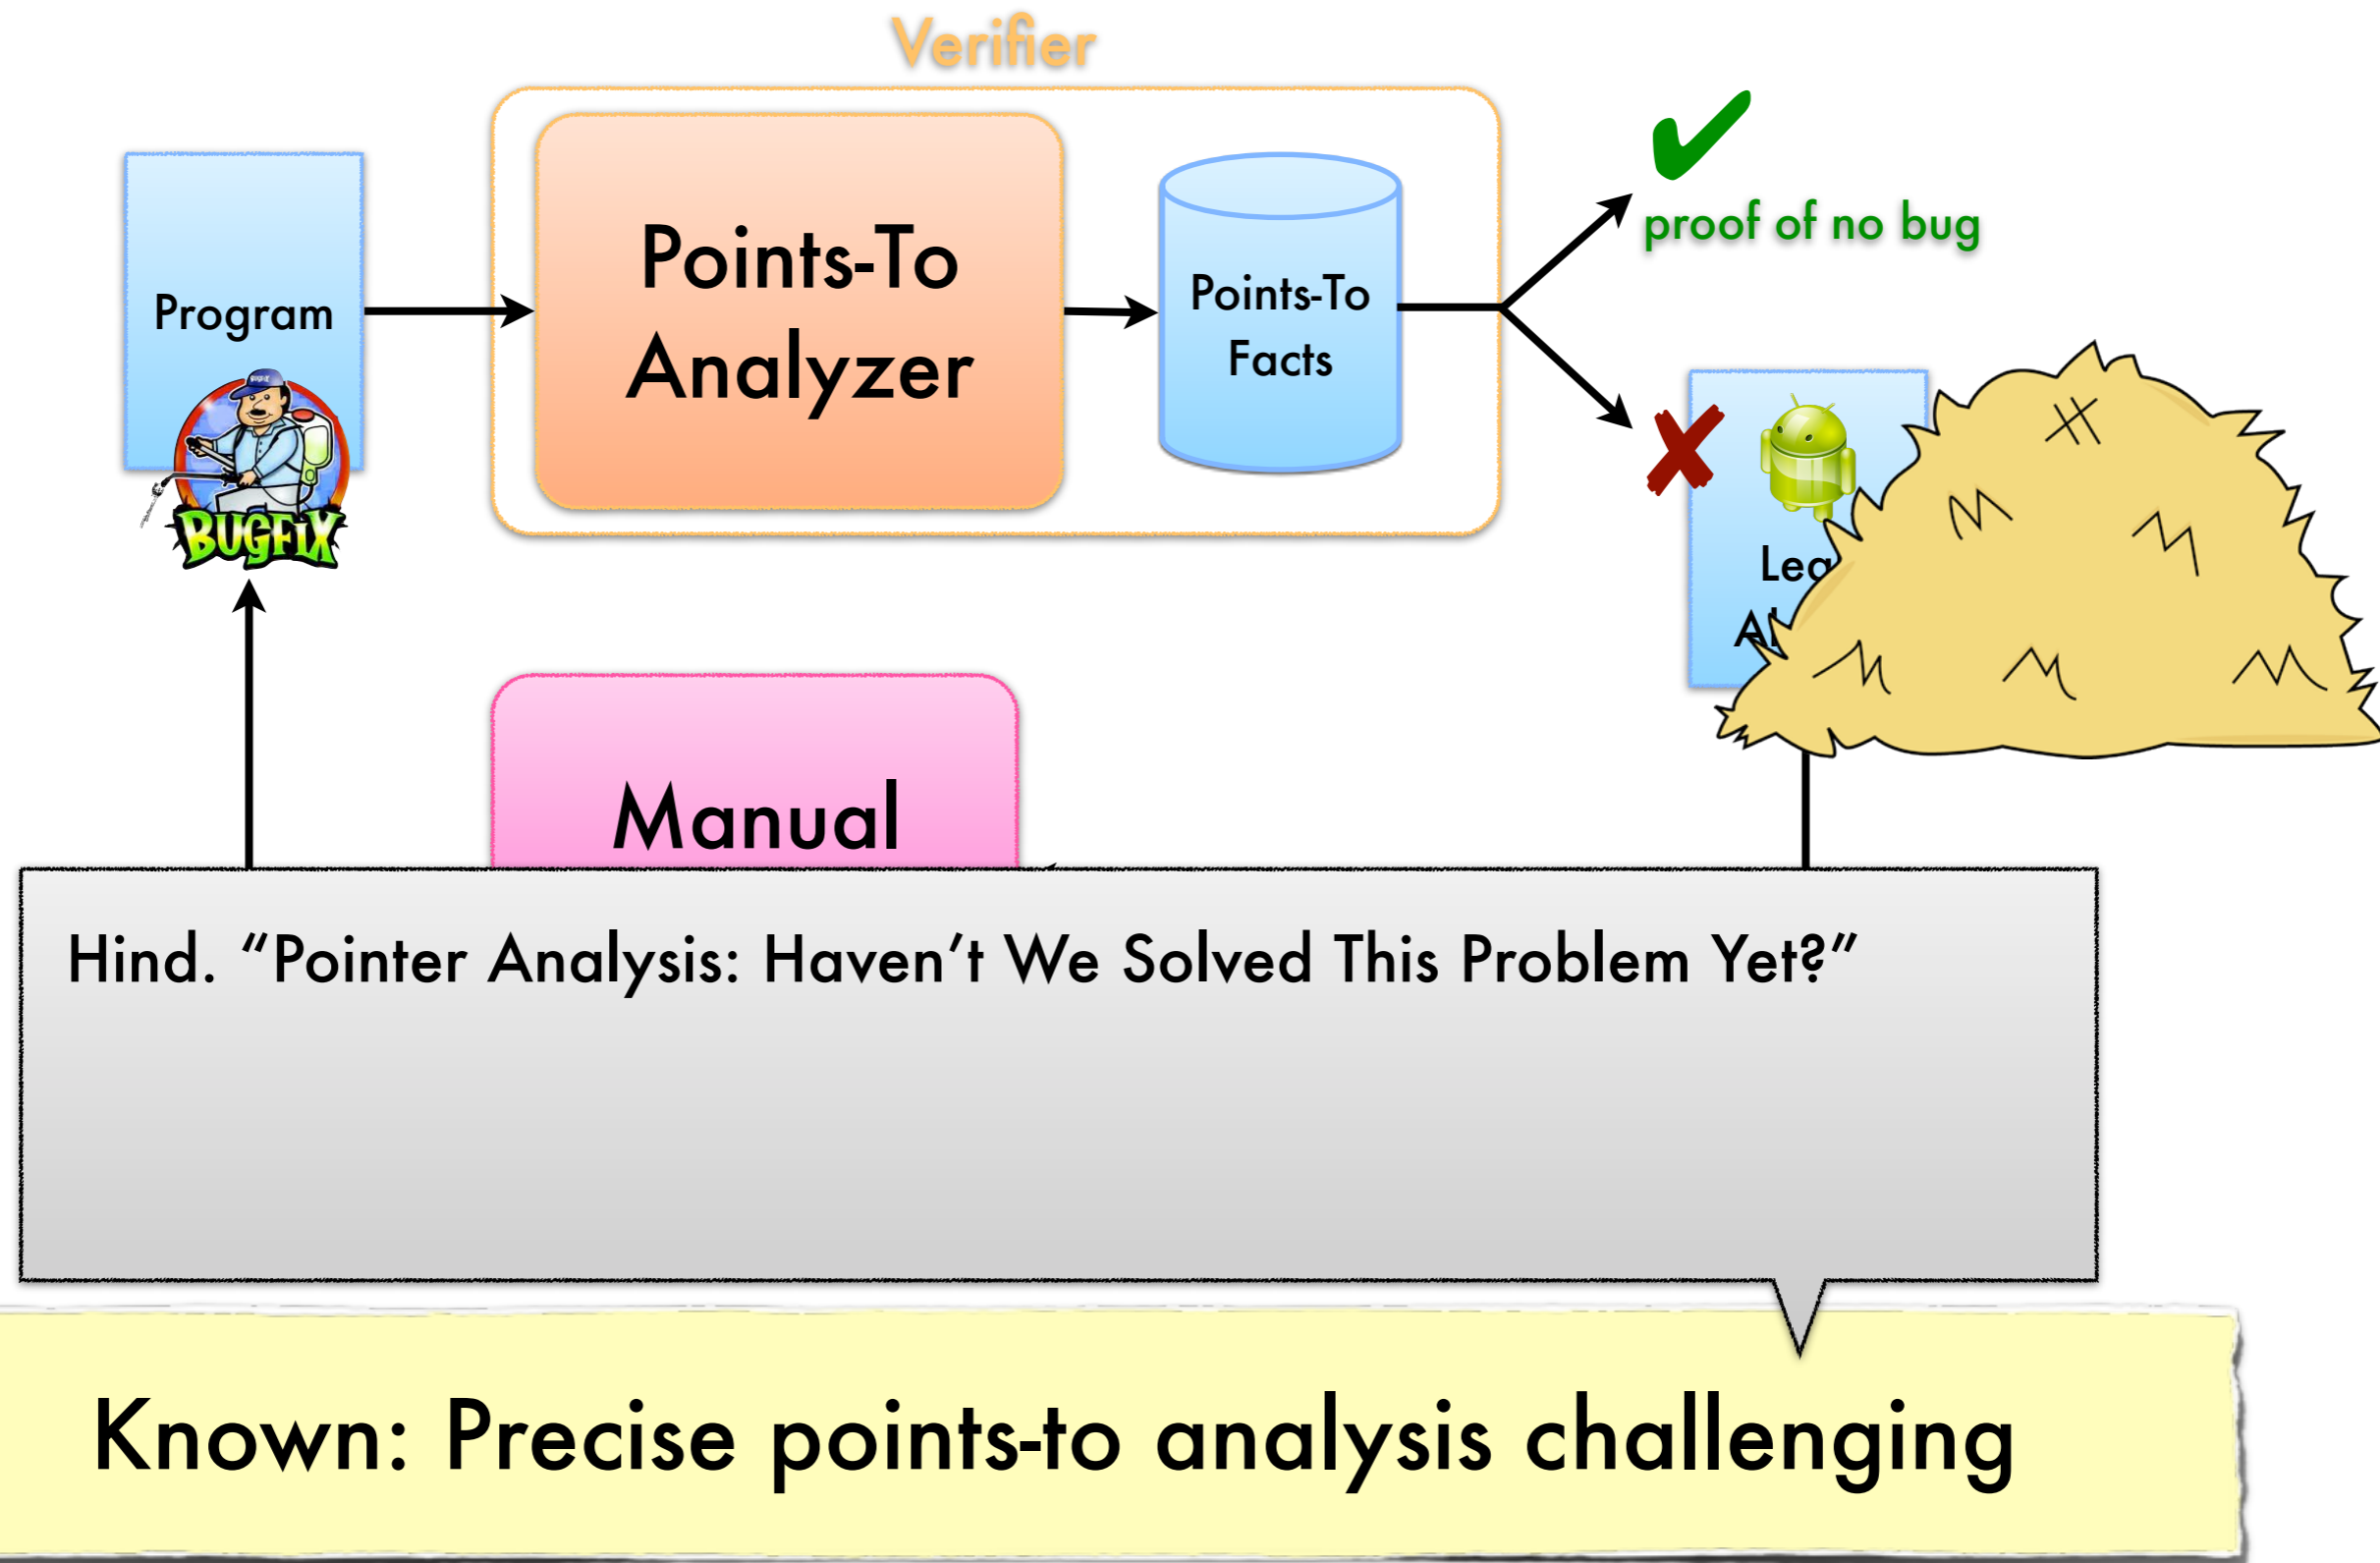 Verifier
Program
BUGFIX
Points-To
Analyzer
Points-To
Facts
proof of no bug
Manual
Hind. “Pointer Analysis: Haven’t We Solved This Problem Yet?”
Known: Precise points-to analysis challenging